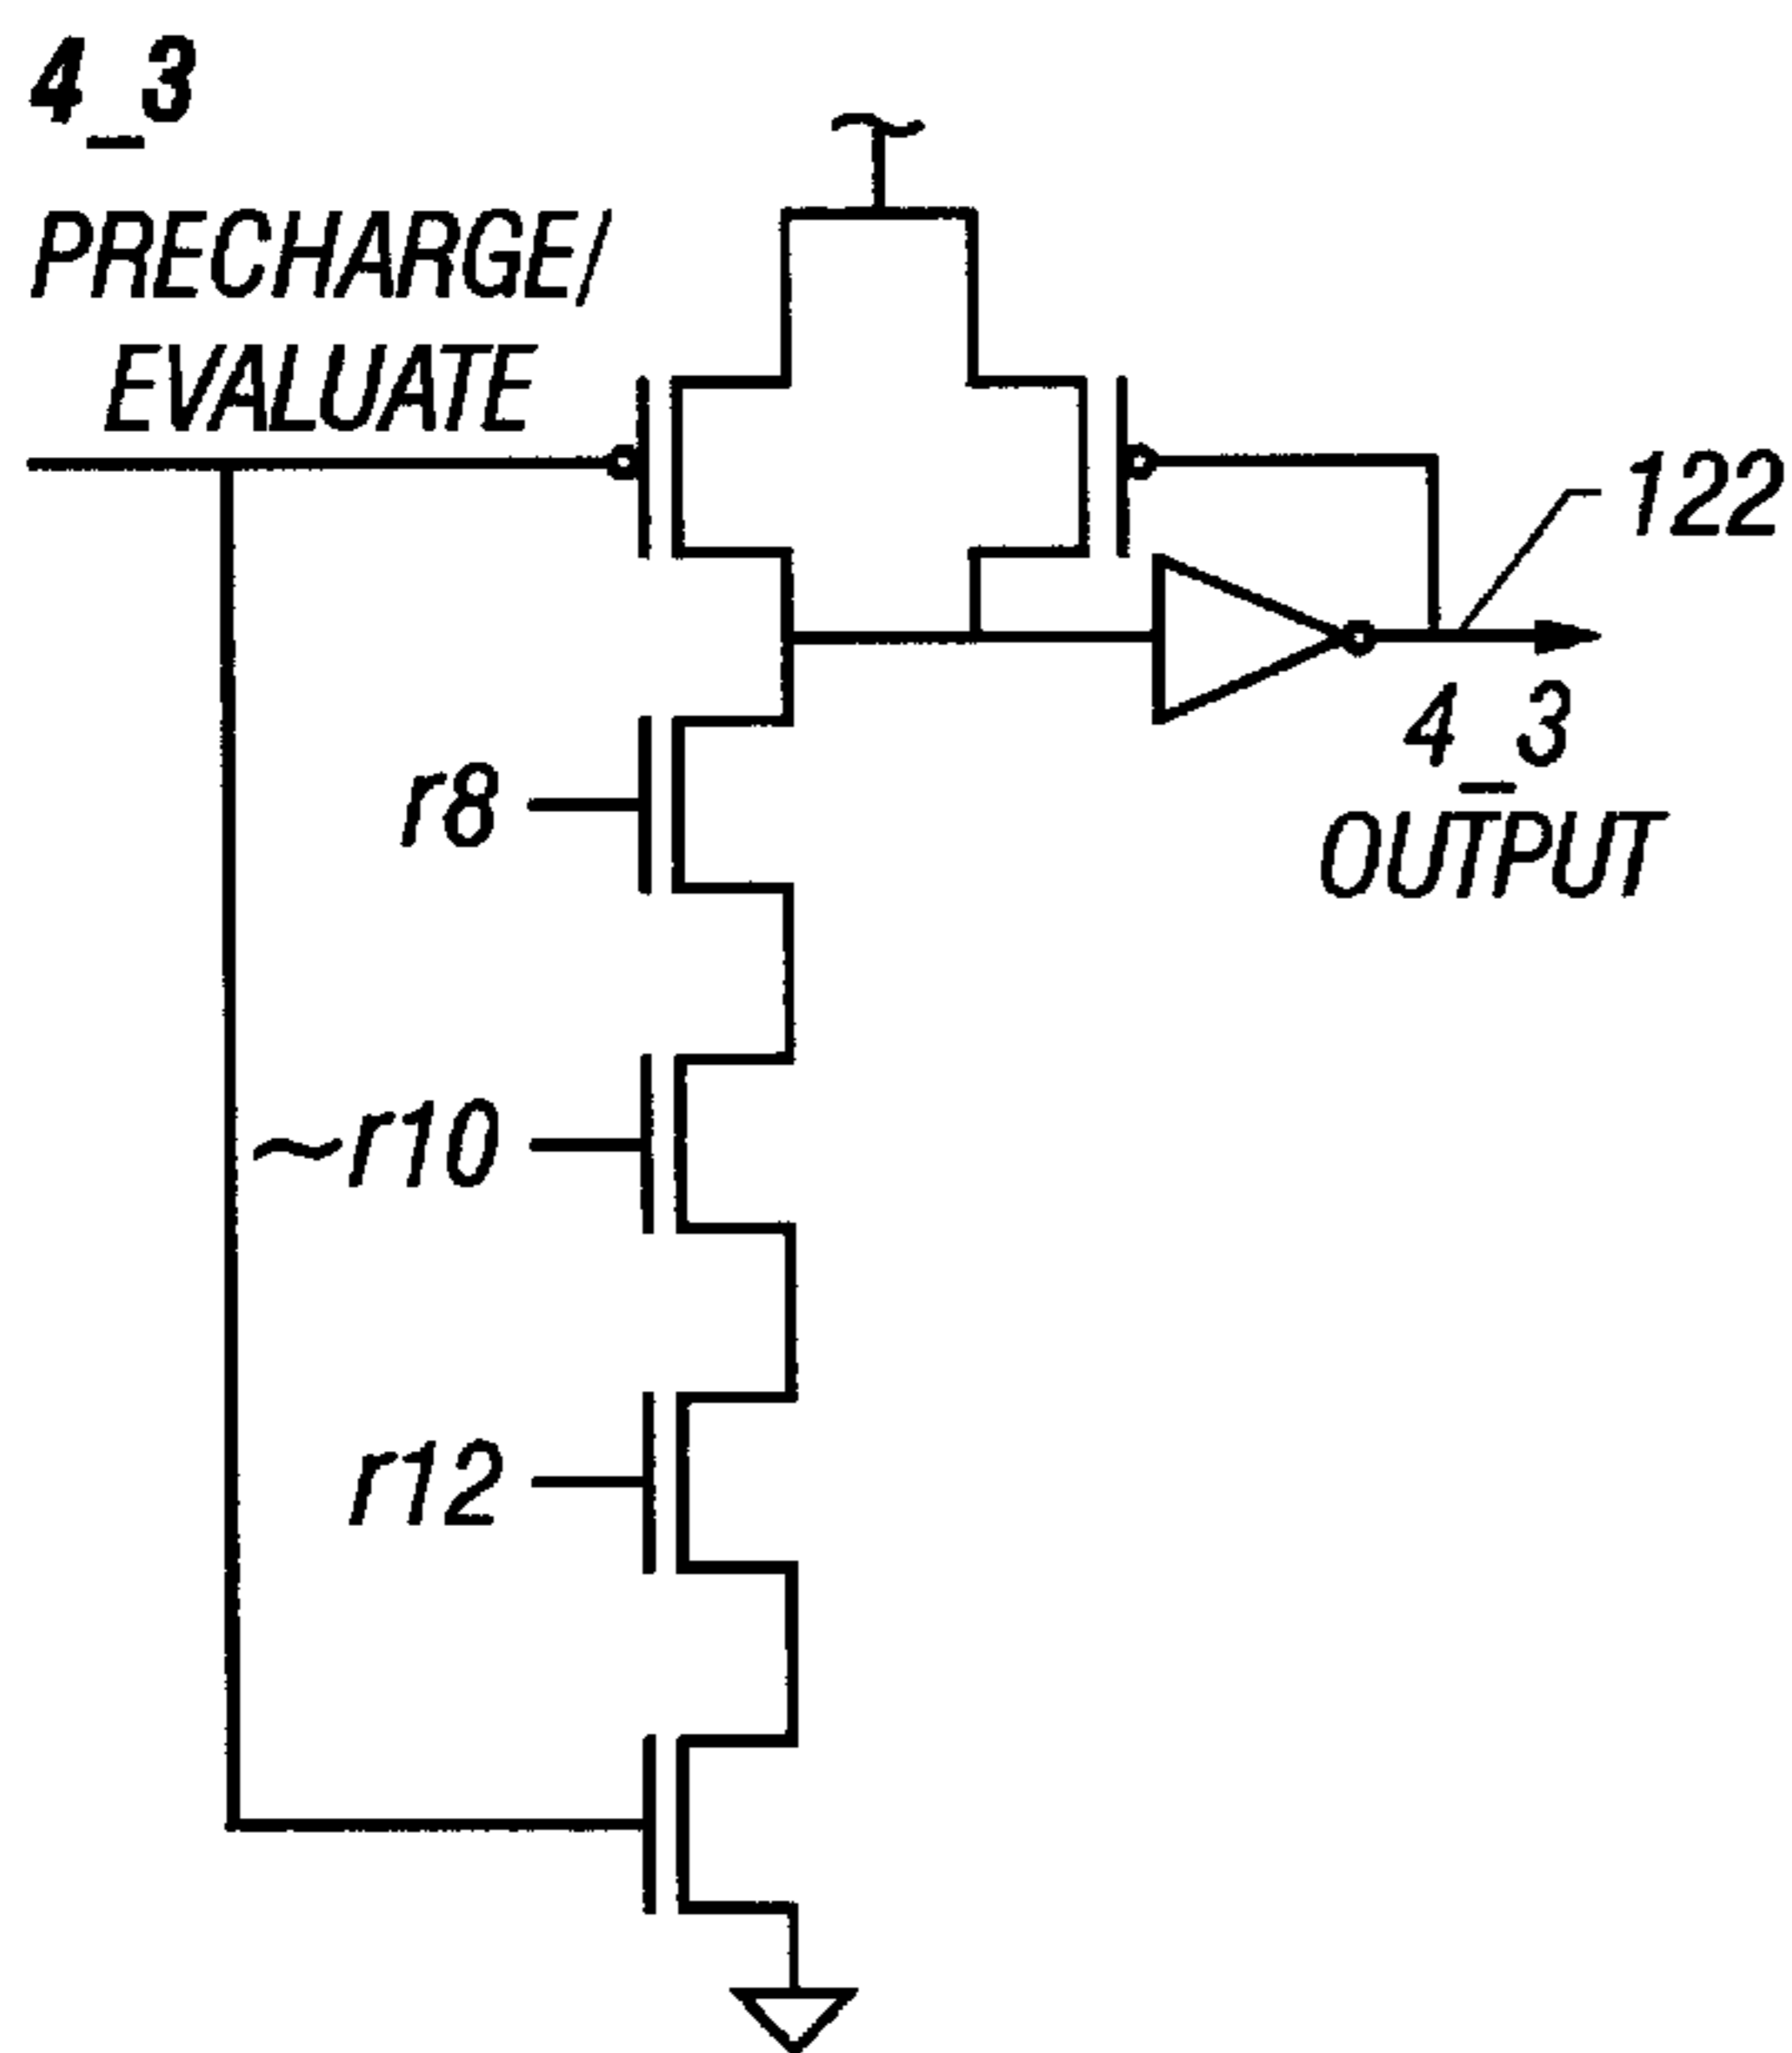 4_3
PRECHARGE/
EVALUATE
122
4_3
OUTPUT
r8
~r10
r12